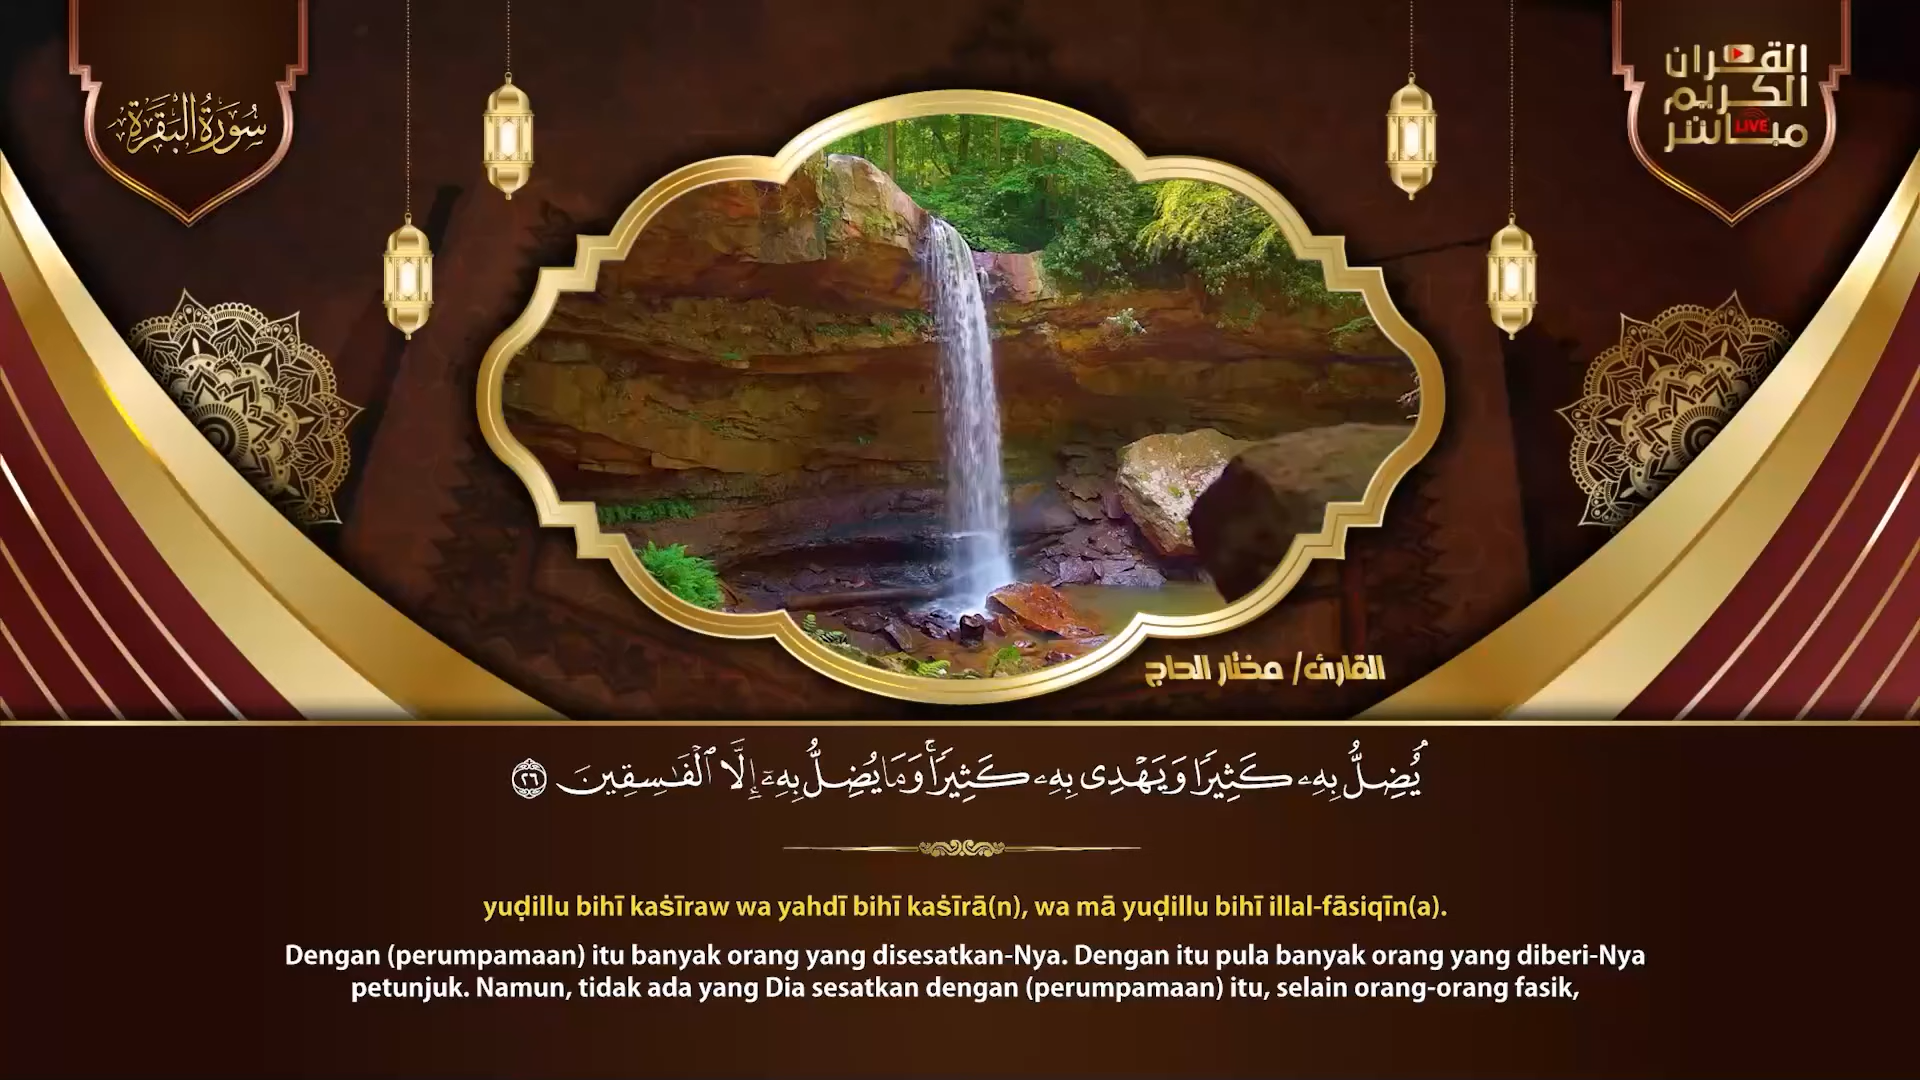 سُورَةُ البَقَرَةِ
القرآن
الكريم
مباشر
LIVE
القارئ/ مختار الحاج
يُضِلُّ بِهِۦ كَثِيرًا وَيَهْدِى بِهِۦ كَثِيرًا ۚ وَمَا يُضِلُّ بِهِۦٓ إِلَّا ٱلْفَـٰسِقِينَ ٢٦
yuḍillu bihī kaṡīraw wa yahdī bihī kaṡīrā(n), wa mā yuḍillu bihī illal-fāsiqīn(a).
Dengan (perumpamaan) itu banyak orang yang disesatkan-Nya. Dengan itu pula banyak orang yang diberi-Nya
petunjuk. Namun, tidak ada yang Dia sesatkan dengan (perumpamaan) itu, selain orang-orang fasik,